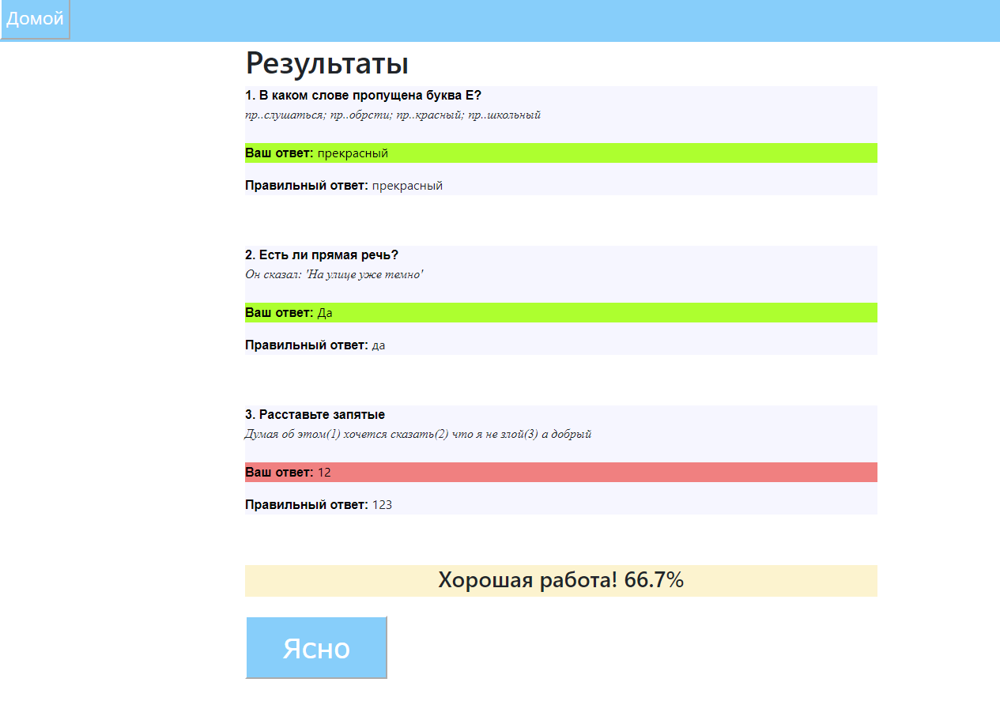 Домой
Результаты
1. В каком слове пропущена буква Е?
пр..слушаться; пр..обрсти; пр..красный; пр..школьный
Ваш ответ: прекрасный
Правильный ответ: прекрасный
2. Есть ли прямая речь?
Он сказал: 'На улице уже темно'
Ваш ответ: Да
Правильный ответ: да
3. Расставьте запятые
Думая об этом(1) хочется сказать(2) что я не злой(3) а добрый
Ваш ответ: 12
Правильный ответ: 123
Хорошая работа! 66.7%
Ясно